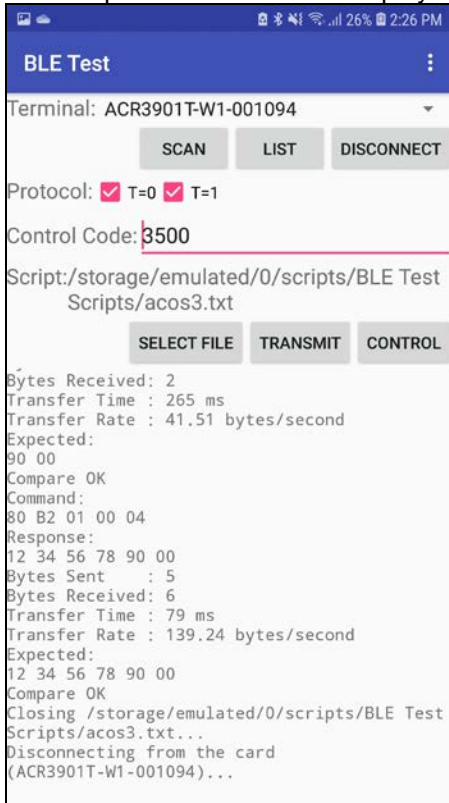 26% 2:26 PM
BLE Test
Terminal: ACR3901T-W1-001094
SCAN LIST DISCONNECT
Protocol: T=0 T=1
Control Code: 3500
Script:/storage/emulated/0/scripts/BLE Test
Scripts/acos3.txt
SELECT FILE TRANSMIT CONTROL
Bytes Received: 2
Transfer Time : 265 ms
Transfer Rate : 41.51 bytes/second
Expected:
90 00
Compare OK
Command:
80 B2 01 00 04
Response:
12 34 56 78 90 00
Bytes Sent : 5
Bytes Received: 6
Transfer Time : 79 ms
Transfer Rate : 139.24 bytes/second
Expected:
12 34 56 78 90 00
Compare OK
Closing /storage/emulated/0/scripts/BLE Test
Scripts/acos3.txt...
Disconnecting from the card
(ACR3901T-W1-001094)...